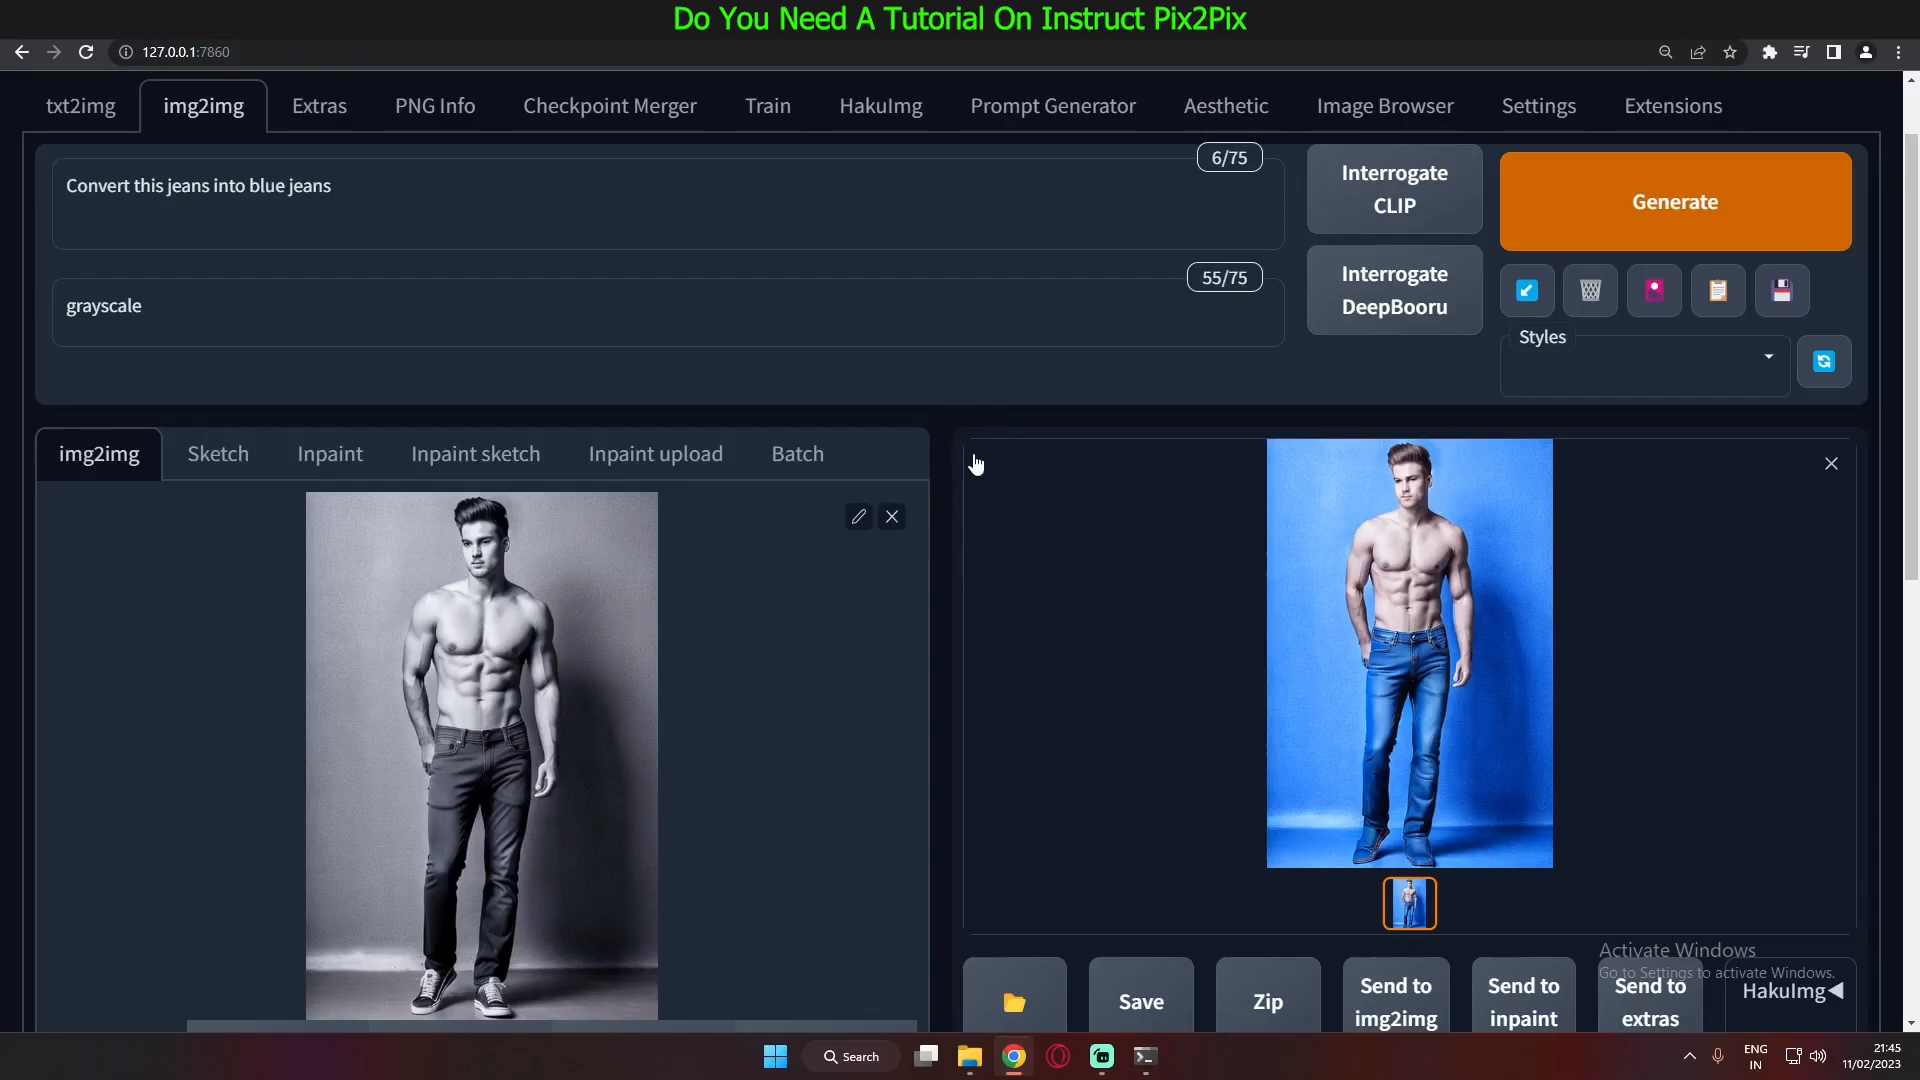 Do You Need A Tutorial On Instruct Pix2Pix
127.0.0.1:7860
txt2img
img2img
Extras
PNG Info
Checkpoint Merger
Train
HakuImg
Prompt Generator
Aesthetic
Image Browser
Settings
Extensions
6/75
Convert this jeans into blue jeans
Interrogate
CLIP
Generate
55/75
grayscale
Interrogate
DeepBooru
Styles
img2img
Sketch
Inpaint
Inpaint sketch
Inpaint upload
Batch
Activate Windows
Go to Settings to activate Windows.
Save
Zip
Send to
img2img
Send to
inpaint
Send to
extras
HakuImg◀
Search
ENG
IN
21:45
11/02/2023